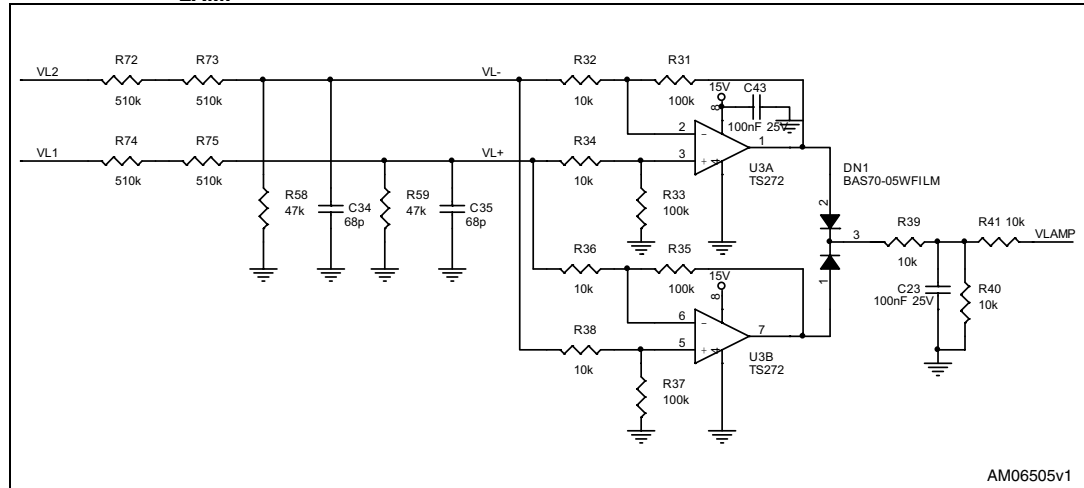 R72 R73 R32 R31
VL2 VL-
510k 510k 10k 100k
15V C43
8
100nF 25V
R74 R75 R34
VL1 VL+
510k 510k 10k
2 - 1
3 + 4
U3A
TS272
DN1
BAS70-05WFILM
R58 C34 R59 C35 R33
47k 68p 47k 68p 100k
2
3
1
R39 R41 10k VLAMP
10k
R36 R35
10k 100k
15V
8
C23
100nF 25V
R40
10k
6 - 7
R38
5 + 4
10k
U3B
TS272
R37
100k
AM06505v1